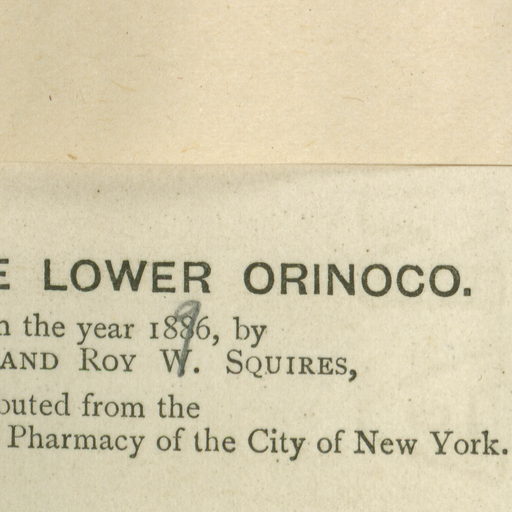 E LOWER ORINOCO.
n the year 1886, by
9
AND ROY W. SQUIRES,
buted from the
Pharmacy of the City of New York.